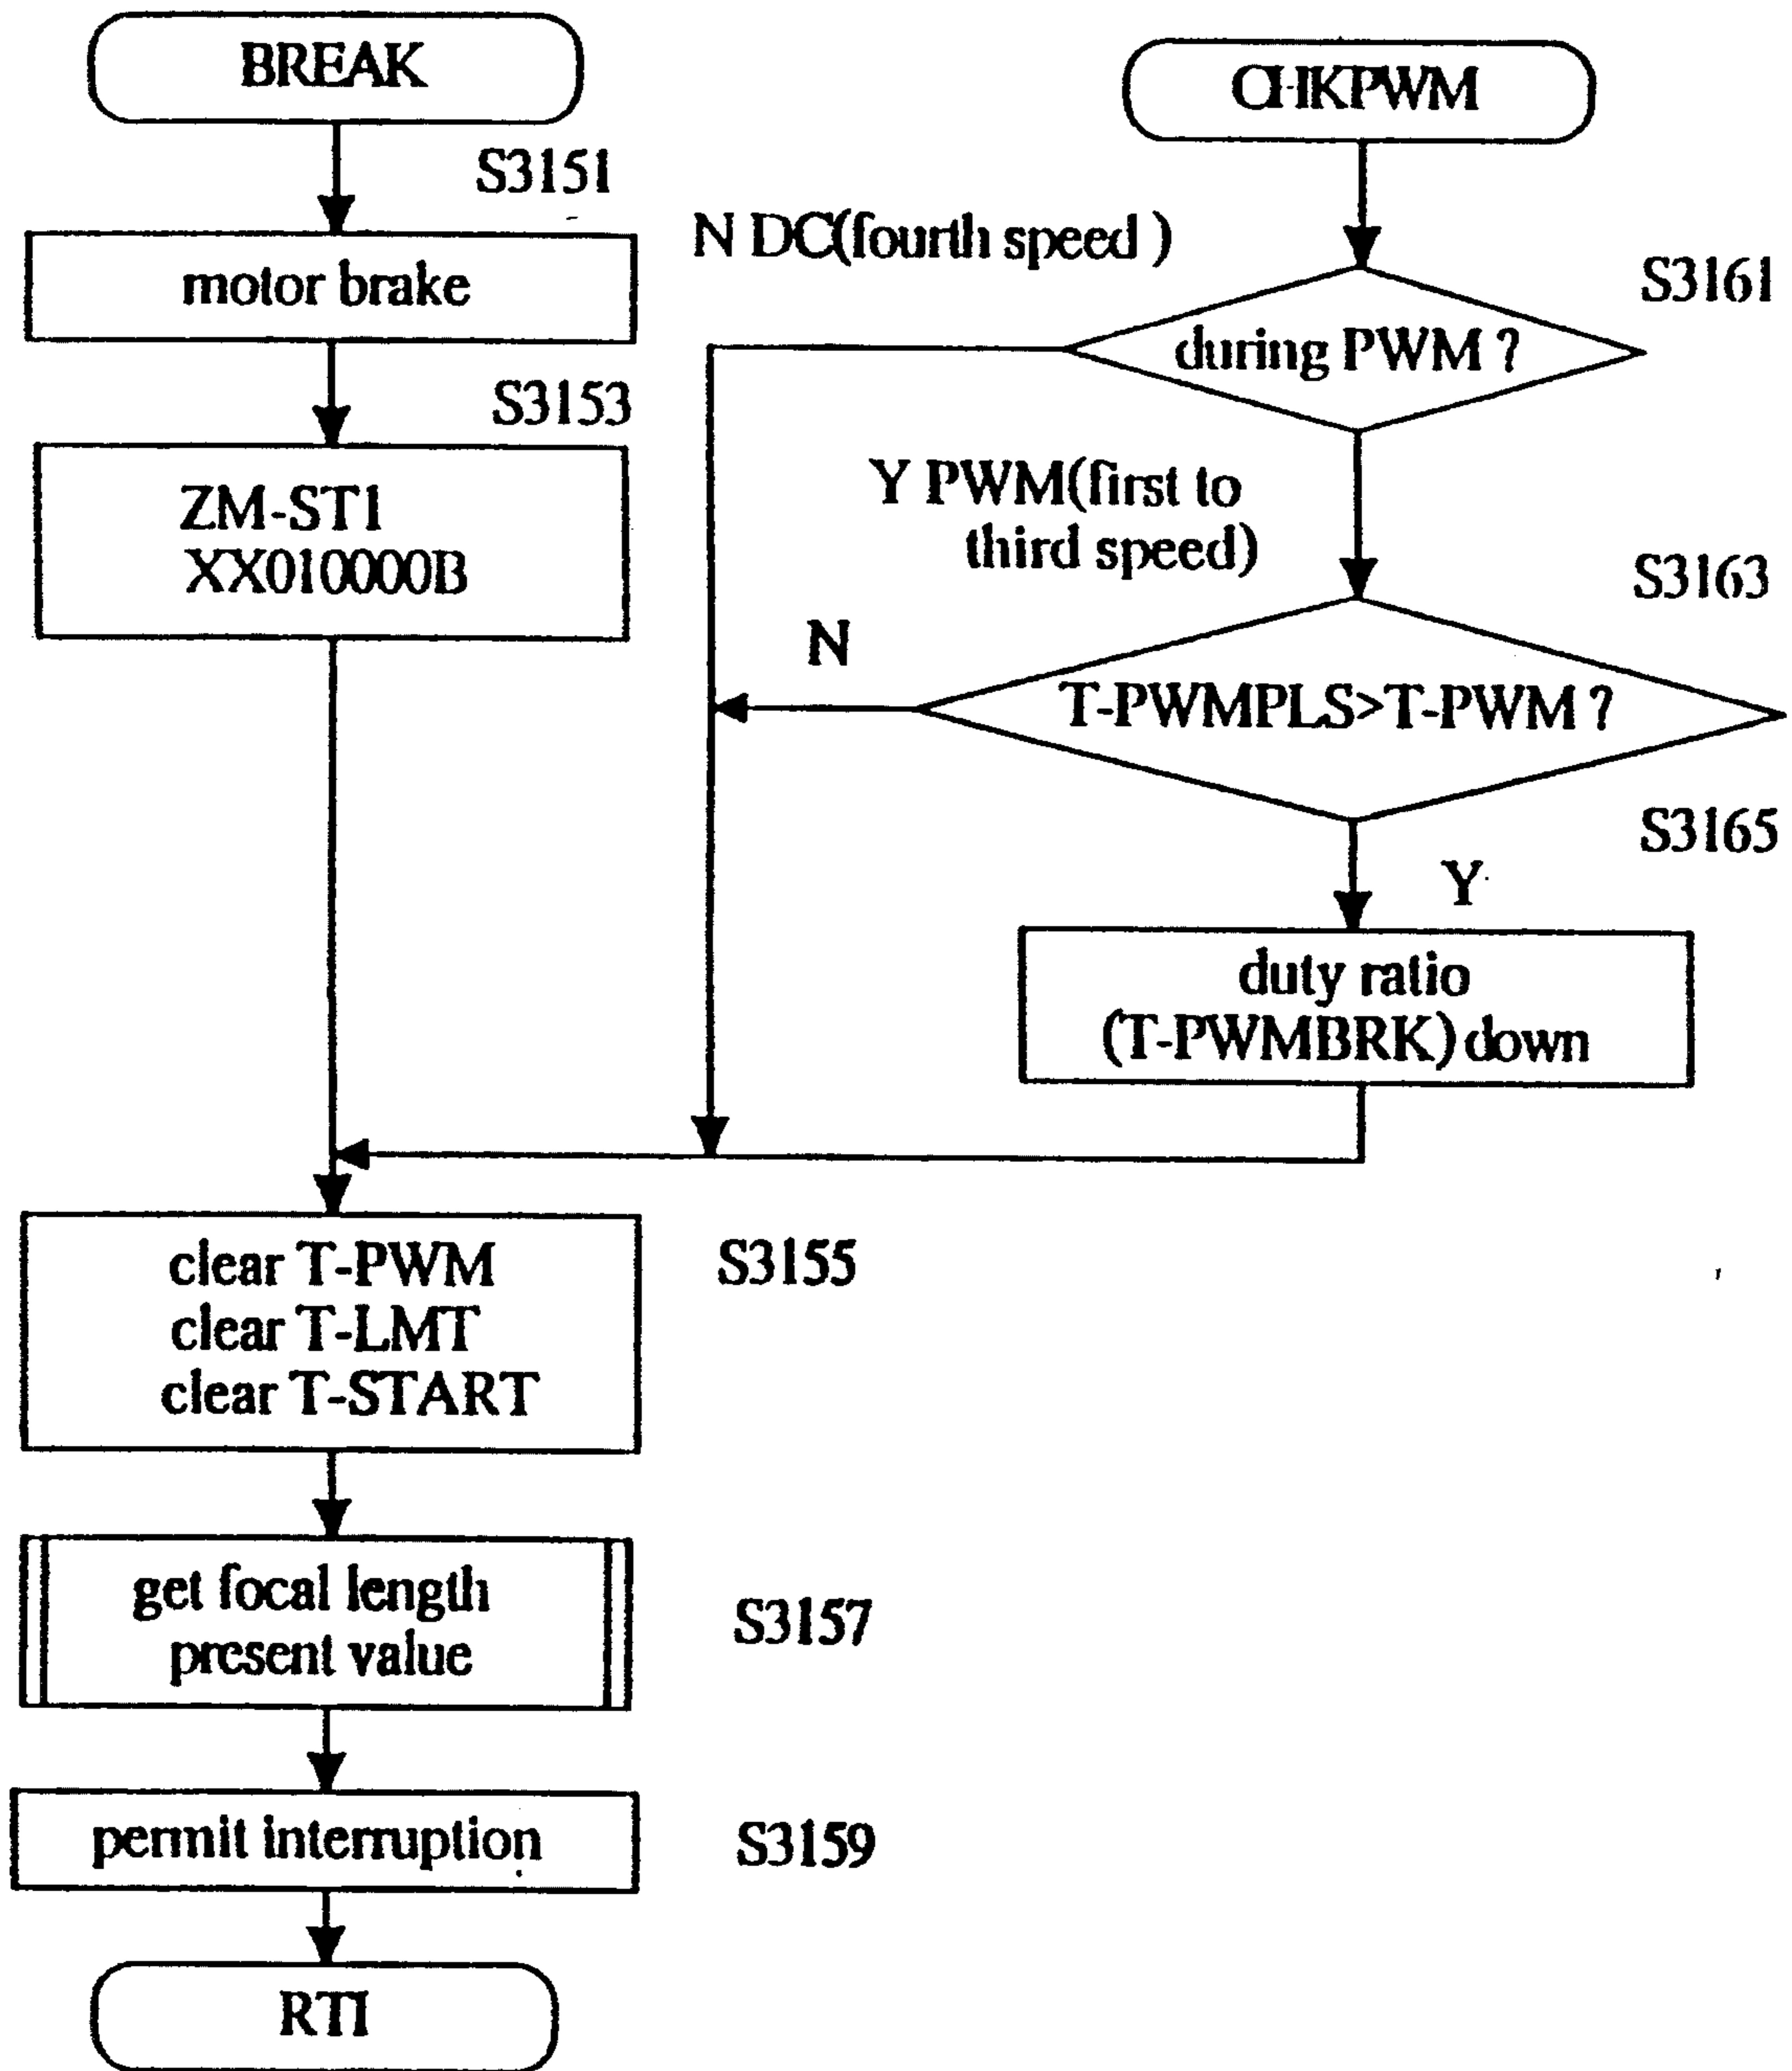 BREAK
S3151
motor brake
S3153
ZM-ST1
XX010000B
CHKPWM
N DC(fourth speed )
S3161
during PWM ?
Y PWM(first to
third speed)
S3163
N
T-PWMPLS>T-PWM ?
S3165
Y
duty ratio
(T-PWMBRK) down
clear T-PWM
clear T-LMT
clear T-START
S3155
get focal length
present value
S3157
permit interruption
S3159
RTI